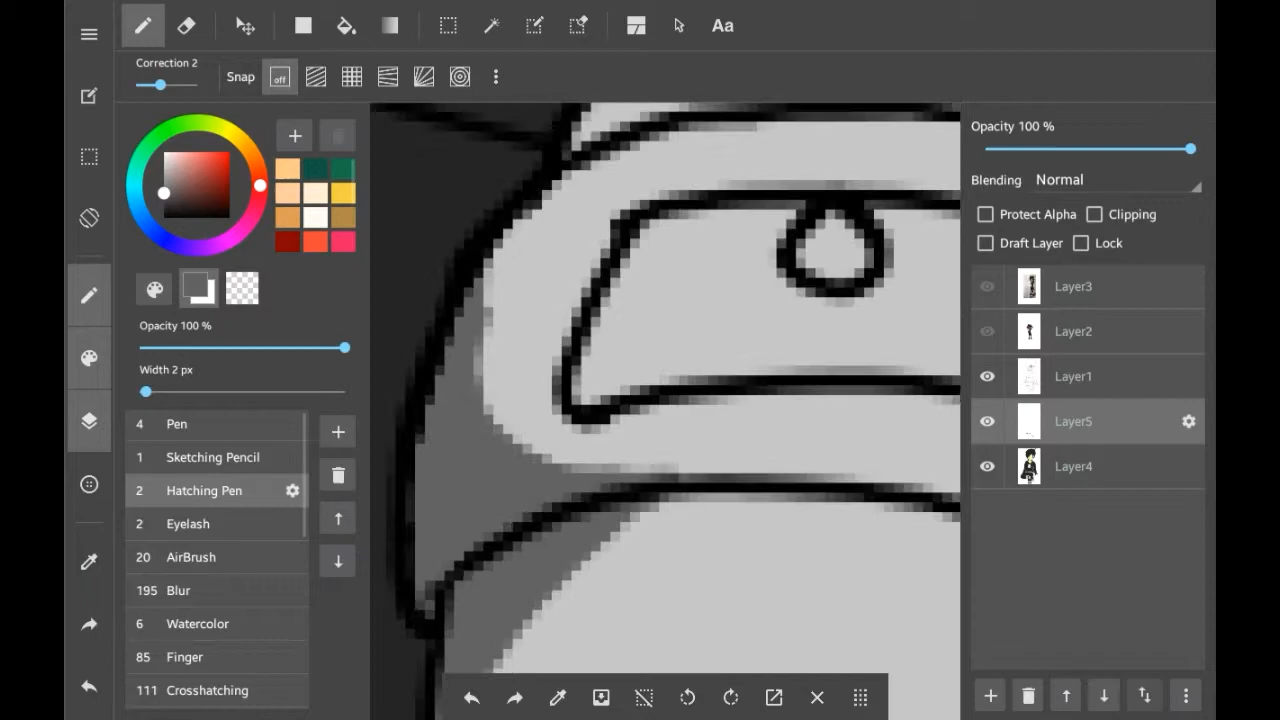 Aa
Correction 2
Snap
off
Opacity 100 %
Blending Normal
Protect Alpha
Clipping
Draft Layer
Lock
Layer3
Layer2
Layer1
Layer5
Layer4
Opacity 100 %
Width 2 px
4 Pen
1 Sketching Pencil
2 Hatching Pen
2 Eyelash
20 AirBrush
195 Blur
6 Watercolor
85 Finger
111 Crosshatching